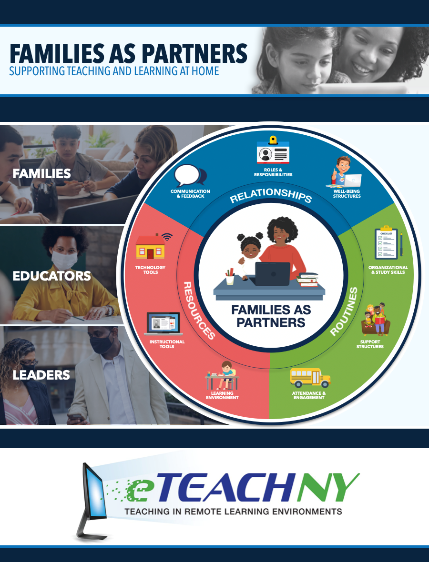 FAMILIES AS PARTNERS
SUPPORTING TEACHING AND LEARNING AT HOME
FAMILIES
EDUCATORS
LEADERS
ROLES &
RESPONSIBILITIES
COMMUNICATION
& FEEDBACK
WELL-BEING
STRUCTURES
RELATIONSHIPS
TECHNOLOGY
TOOLS
ORGANIZATIONAL
& STUDY SKILLS
RESOURCES
ROUTINES
FAMILIES AS
PARTNERS
INSTRUCTIONAL
TOOLS
SUPPORT
STRUCTURES
LEARNING
ENVIRONMENT
ATTENDANCE &
ENGAGEMENT
eTEACHNY
TEACHING IN REMOTE LEARNING ENVIRONMENTS